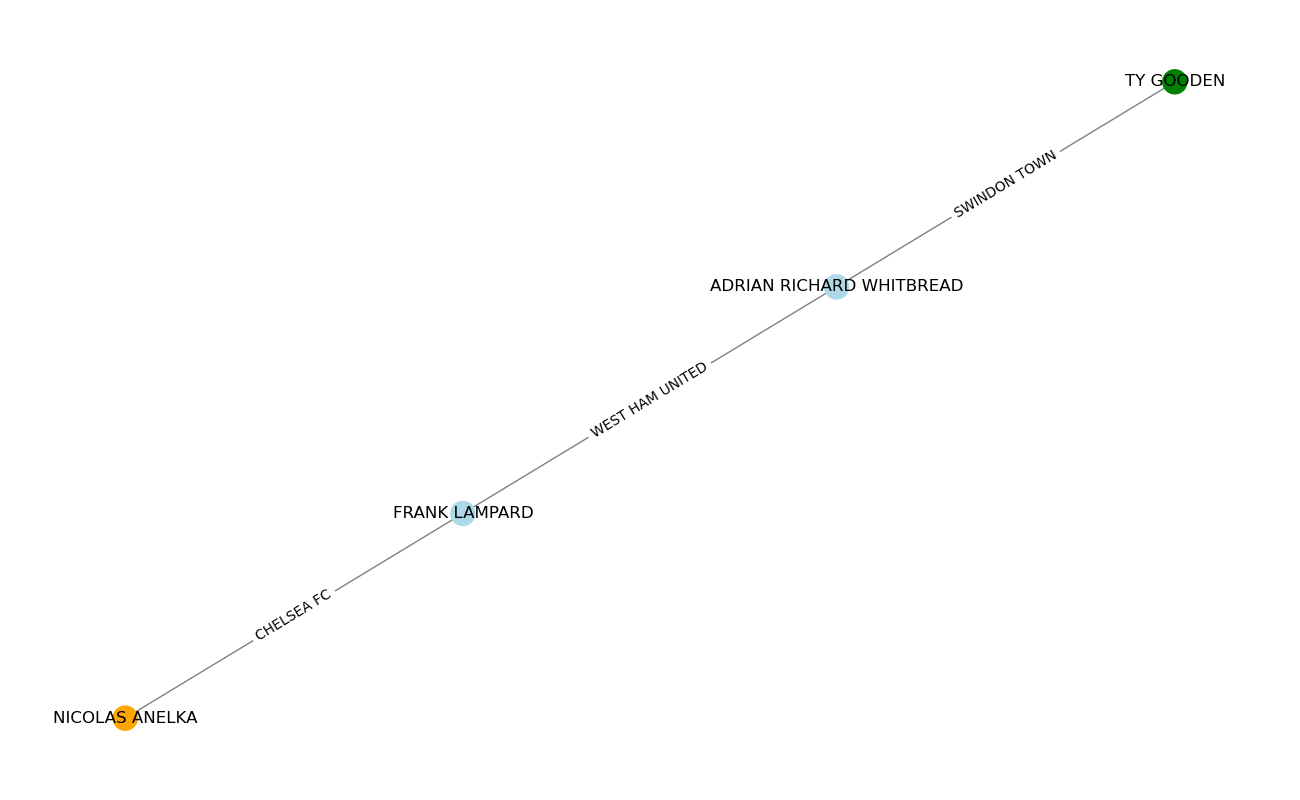 TY GOODEN
SWINDON TOWN
ADRIAN RICHARD WHITBREAD
WEST HAM UNITED
FRANK LAMPARD
CHELSEA FC
NICOLAS ANELKA